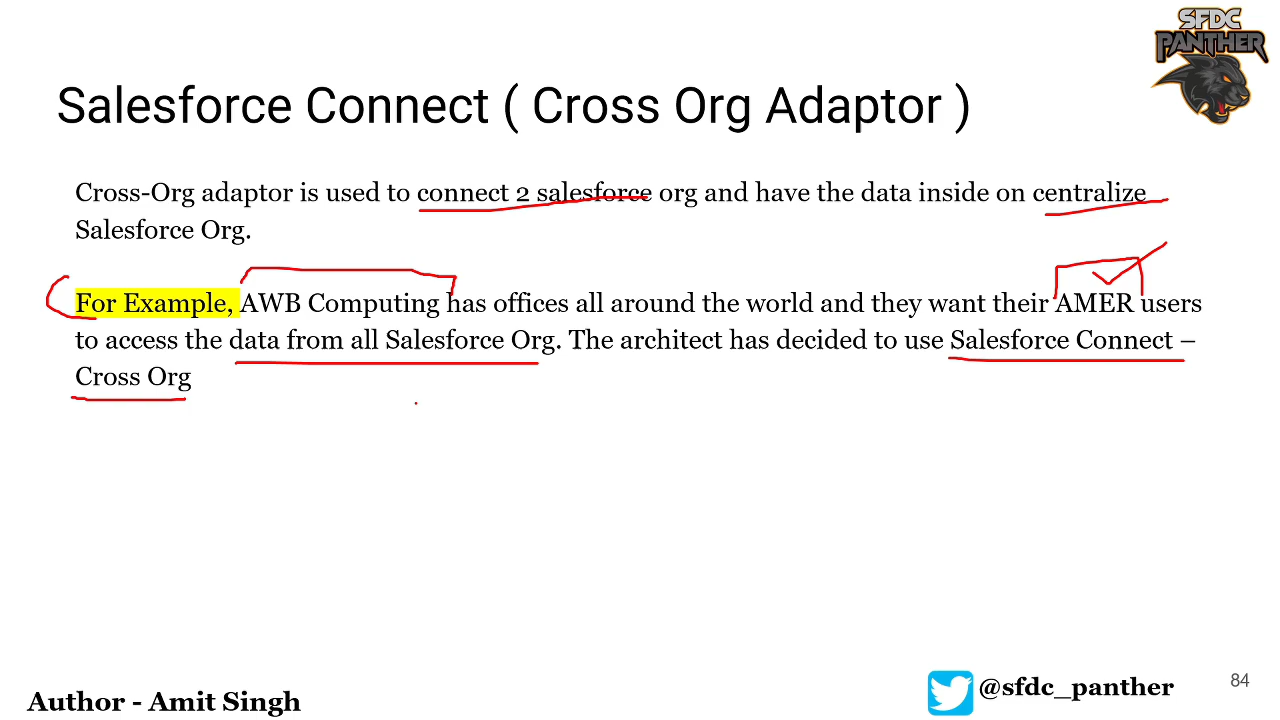 SFDC
PANTHER
Salesforce Connect ( Cross Org Adaptor )
Cross-Org adaptor is used to connect 2 salesforce org and have the data inside on centralize
Salesforce Org.
For Example, AWB Computing has offices all around the world and they want their AMER users
to access the data from all Salesforce Org. The architect has decided to use Salesforce Connect –
Cross Org
Author - Amit Singh
@sfdc_panther
84